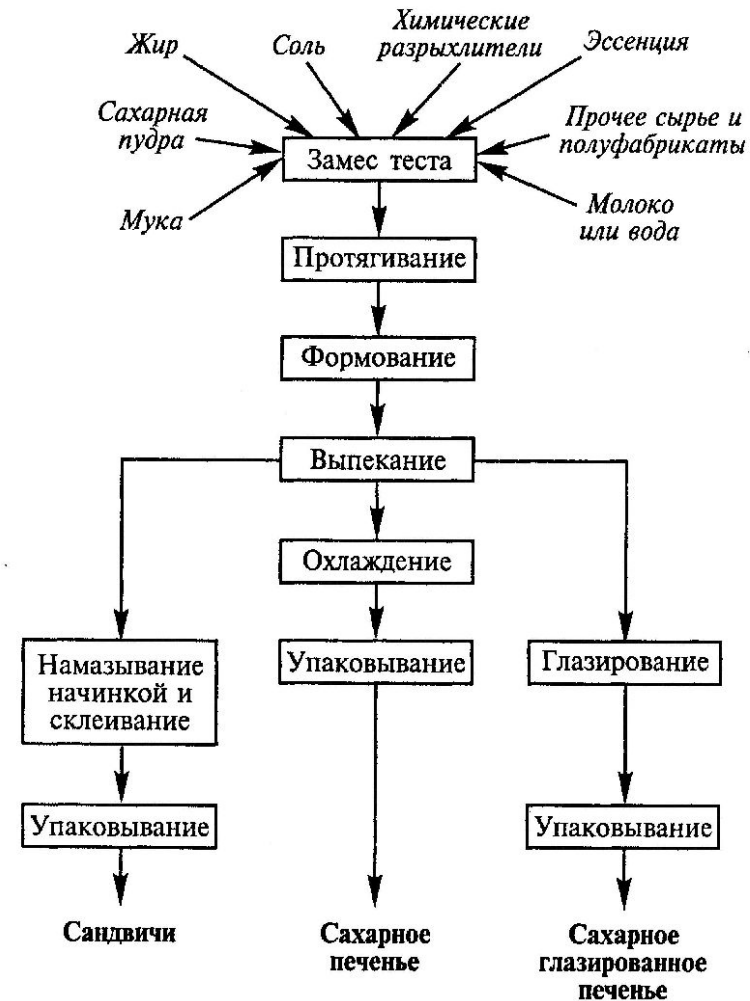 Жир
Соль
Химические
разрыхлители
Эссенция
Сахарная
пудра
Прочее сырье и
полуфабрикаты
Замес теста
Мука
Молоко
или вода
Протягивание
Формование
Выпекание
Охлаждение
Намазывание
начинкой и
склеивание
Упаковывание
Глазирование
Упаковывание
Упаковывание
Сандвичи
Сахарное
печенье
Сахарное
глазированное
печенье